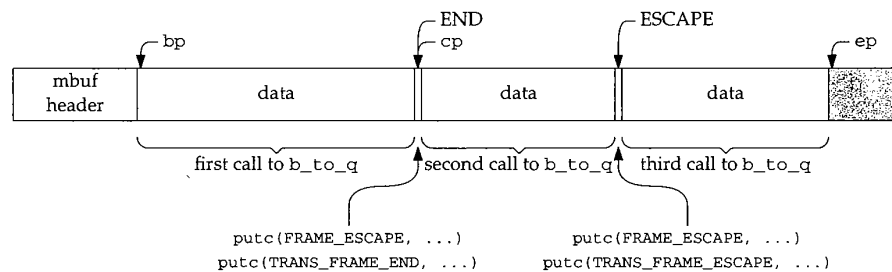 END
ESCAPE
bp
cp
ep
mbuf
header
data
data
data
first call to b_to_q
second call to b_to_q
third call to b_to_q
putc(FRAME_ESCAPE, ...)
putc(TRANS_FRAME_END, ...)
putc(FRAME_ESCAPE, ...)
putc(TRANS_FRAME_ESCAPE, ...)